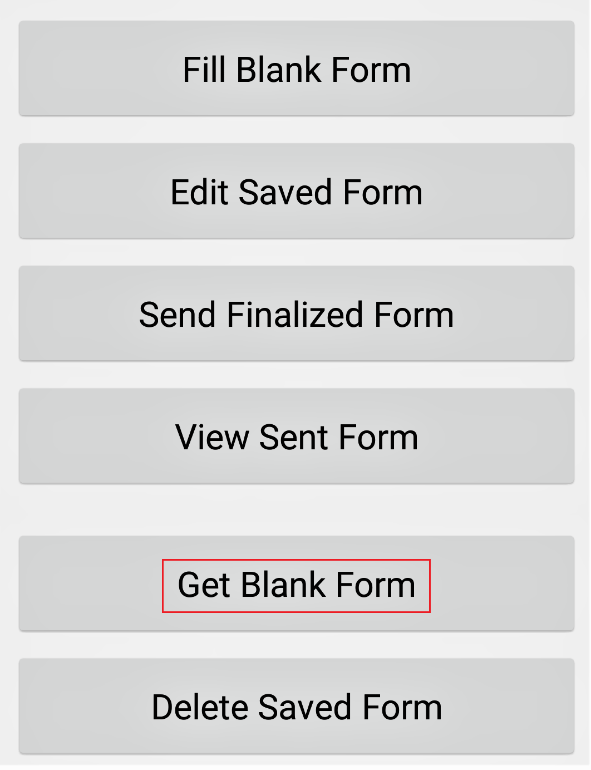 Fill Blank Form
Edit Saved Form
Send Finalized Form
View Sent Form
Get Blank Form
Delete Saved Form